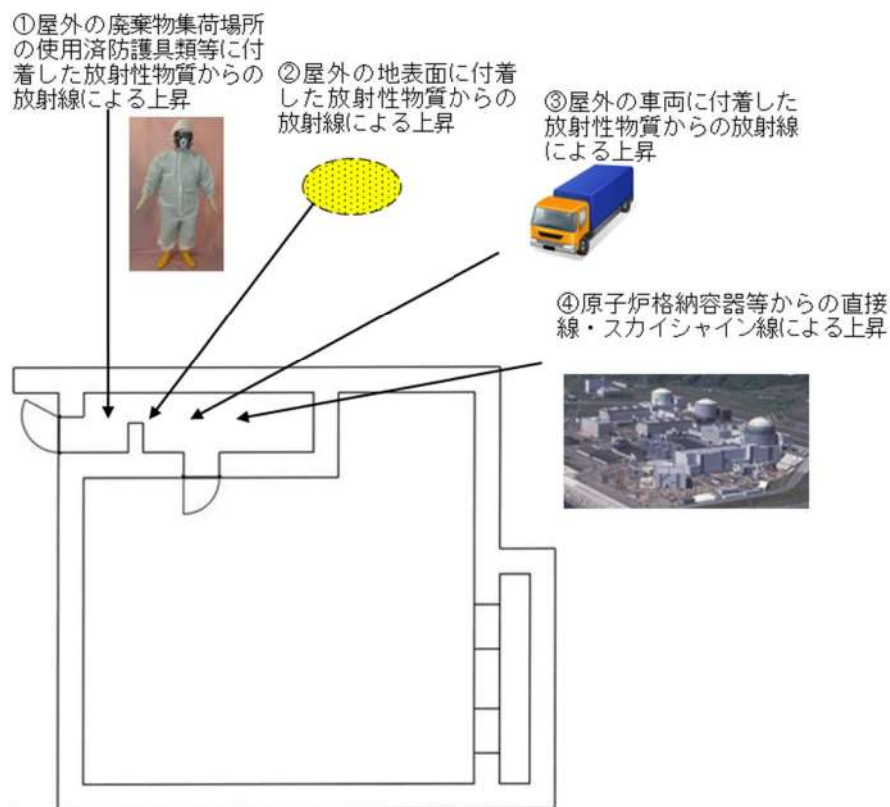 ①屋外の廃棄物集荷場所
の使用済防護具類等に付
着した放射性物質からの
放射線による上昇
②屋外の地表面に付着
した放射性物質からの
放射線による上昇
③屋外の車両に付着した
放射性物質からの放射線
による上昇
④原子炉格納容器等からの直接
線・スカイシャイン線による上昇